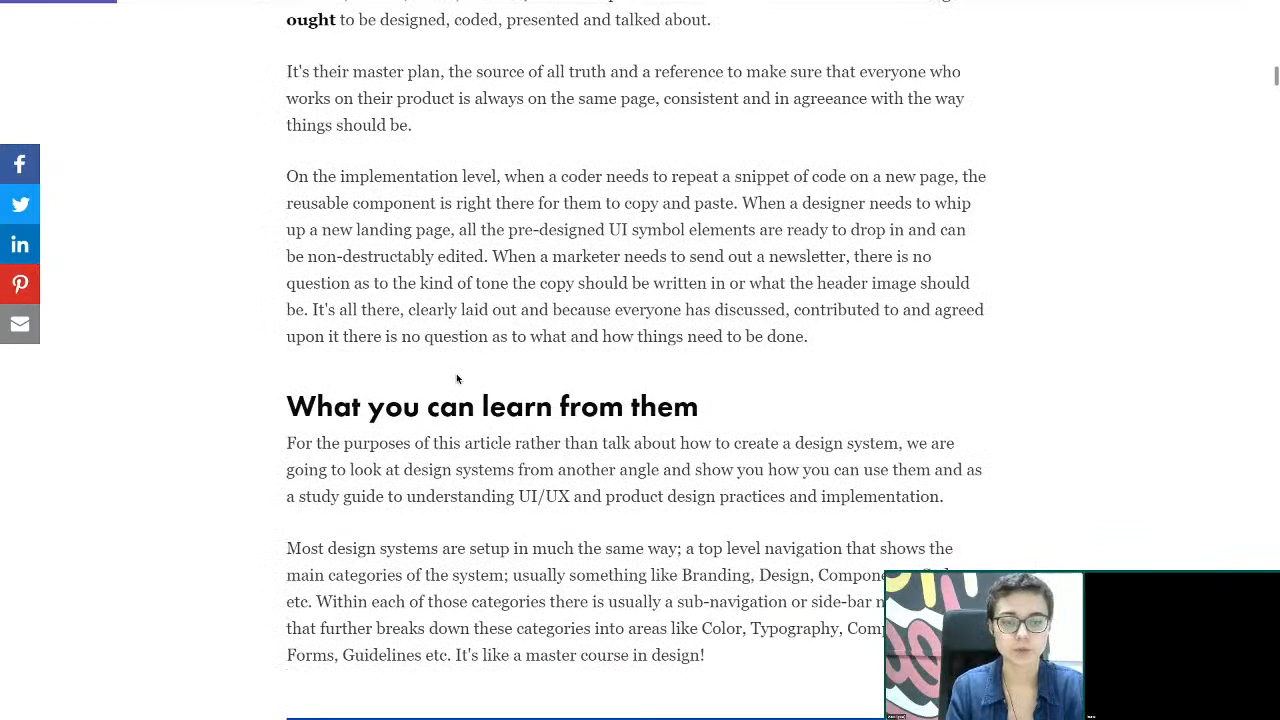 ought to be designed, coded, presented and talked about.
It's their master plan, the source of all truth and a reference to make sure that everyone who
works on their product is always on the same page, consistent and in agreeance with the way
things should be.
On the implementation level, when a coder needs to repeat a snippet of code on a new page, the
reusable component is right there for them to copy and paste. When a designer needs to whip
up a new landing page, all the pre-designed UI symbol elements are ready to drop in and can
be non-destructably edited. When a marketer needs to send out a newsletter, there is no
question as to the kind of tone the copy should be written in or what the header image should
be. It's all there, clearly laid out and because everyone has discussed, contributed to and agreed
upon it there is no question as to what and how things need to be done.
What you can learn from them
For the purposes of this article rather than talk about how to create a design system, we are
going to look at design systems from another angle and show you how you can use them and as
a study guide to understanding UI/UX and product design practices and implementation.
Most design systems are setup in much the same way; a top level navigation that shows the
main categories of the system; usually something like Branding, Design,
etc. Within each of those categories there is usually a sub-navigation or side-bar
that further breaks down these categories into areas like Color, Typography,
Forms, Guidelines etc. It's like a master course in design!